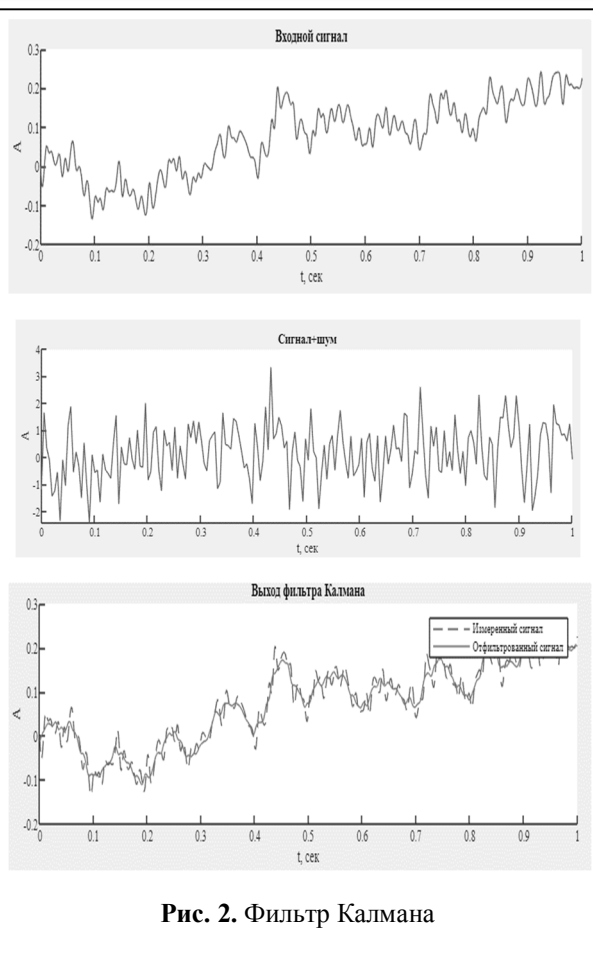 Входной сигнал
0.3
0.2
0.1
0
-0.1
-0.2
A
0 0.1 0.2 0.3 0.4 0.5 0.6 0.7 0.8 0.9 1
t, сек
Сигнал+шум
4
3
2
1
0
-1
-2
A
0 0.1 0.2 0.3 0.4 0.5 0.6 0.7 0.8 0.9 1
t, сек
Выход фильтра Калмана
0.3
0.2
0.1
0
-0.1
-0.2
A
Измеренный сигнал
Отфильтрованный сигнал
0 0.1 0.2 0.3 0.4 0.5 0.6 0.7 0.8 0.9 1
t, сек
Рис. 2. Фильтр Калмана